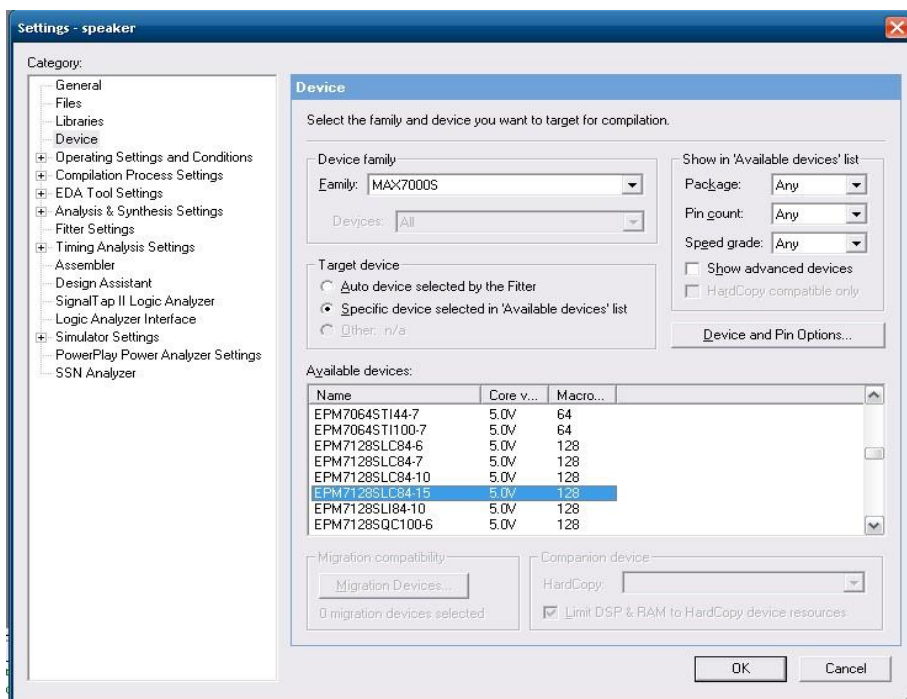 Settings - speaker
Category:
General
Files
Libraries
Device
Operating Settings and Conditions
Compilation Process Settings
EDA Tool Settings
Analysis & Synthesis Settings
Fitter Settings
Timing Analysis Settings
Assembler
Design Assistant
SignalTap II Logic Analyzer
Logic Analyzer Interface
Simulator Settings
PowerPlay Power Analyzer Settings
SSN Analyzer
Device
Select the family and device you want to target for compilation.
Device family
Family: MAX7000S
Devices: All
Target device
Auto device selected by the Fitter
Specific device selected in 'Available devices' list
Other: n/a
Show in 'Available devices' list
Package: Any
Pin count: Any
Speed grade: Any
Show advanced devices
HardCopy compatible only
Device and Pin Options...
Available devices:
Name Core v... Macro...
EPM7064STI44-7 5.0V 64
EPM7064STI100-7 5.0V 64
EPM7128SLC84-6 5.0V 128
EPM7128SLC84-7 5.0V 128
EPM7128SLC84-10 5.0V 128
EPM7128SLC84-15 5.0V 128
EPM7128SLI84-10 5.0V 128
EPM7128SQC100-6 5.0V 128
Migration compatibility
Migration Devices...
0 migration devices selected
Companion device
HardCopy:
Limit DSP & RAM to HardCopy device resources
OK Cancel